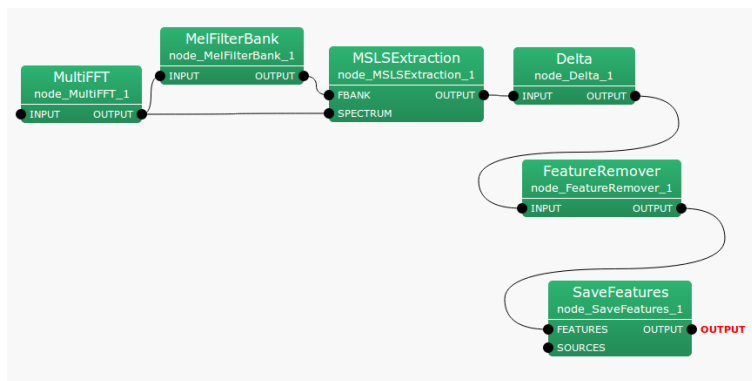 MultiFFT
node_MultiFFT_1
INPUT OUTPUT
MelFilterBank
node_MelFilterBank_1
INPUT OUTPUT
MSLSExtraction
node_MSLSExtraction_1
FBANK OUTPUT
SPECTRUM
Delta
node_Delta_1
INPUT OUTPUT
FeatureRemover
node_FeatureRemover_1
INPUT OUTPUT
SaveFeatures
node_SaveFeatures_1
FEATURES OUTPUT OUTPUT
SOURCES